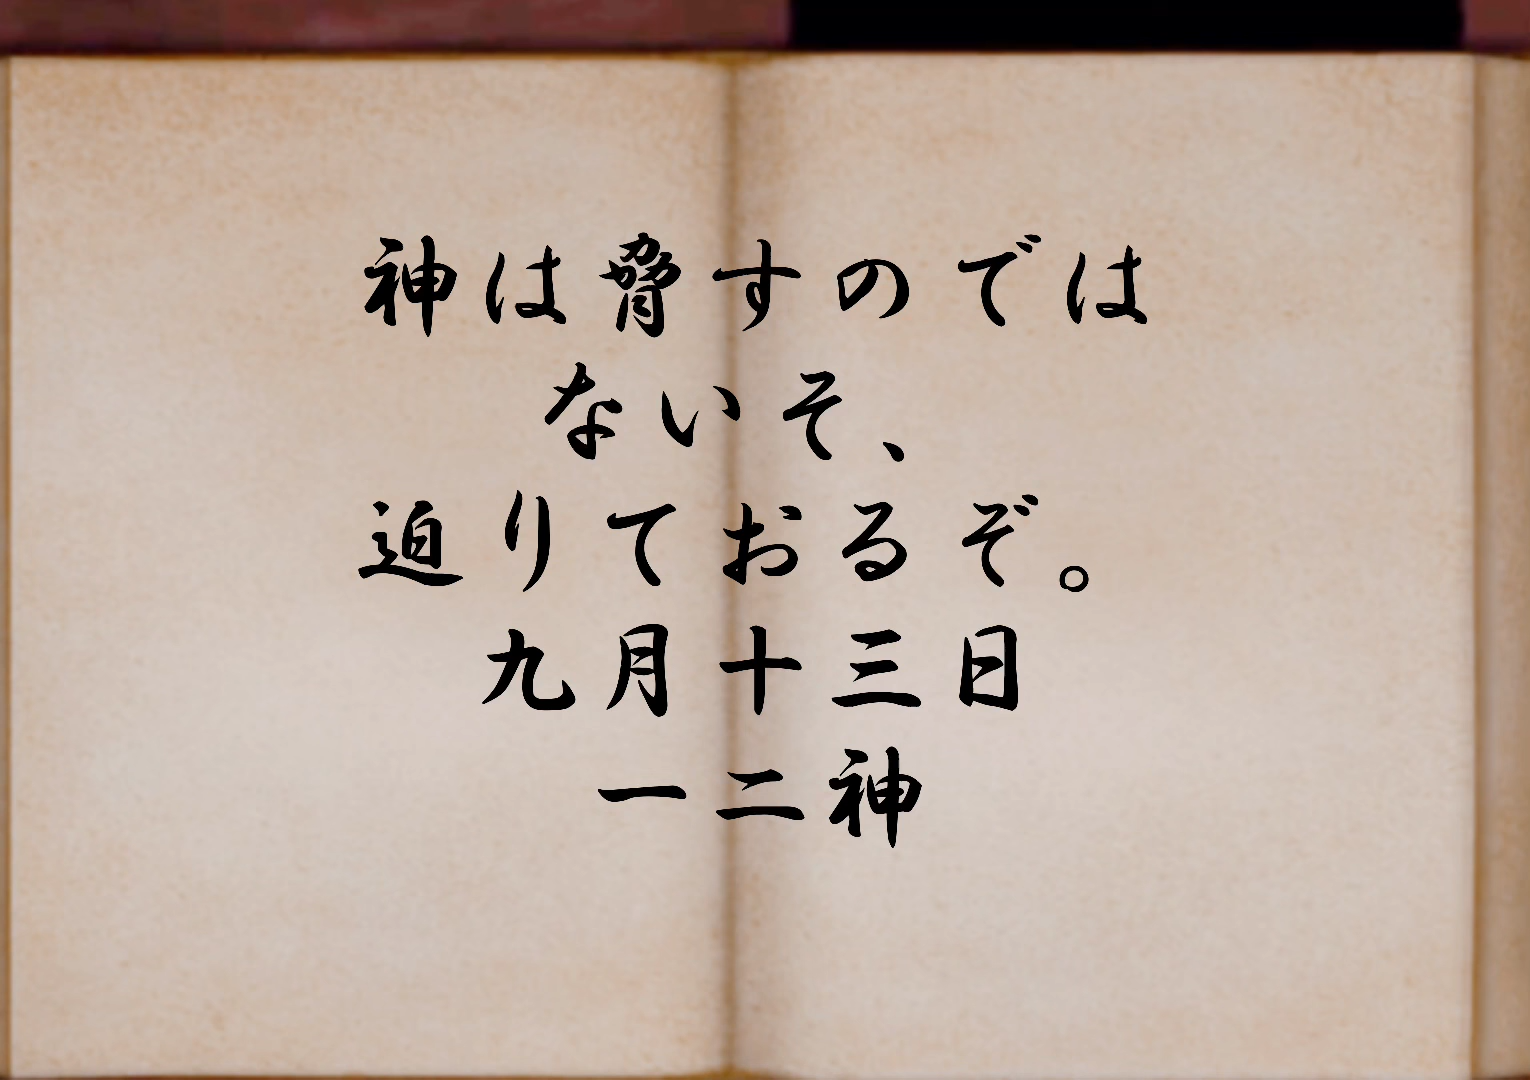 神は脅すのでは
ないそ、
迫りておるぞ。
九月十三日
一二神